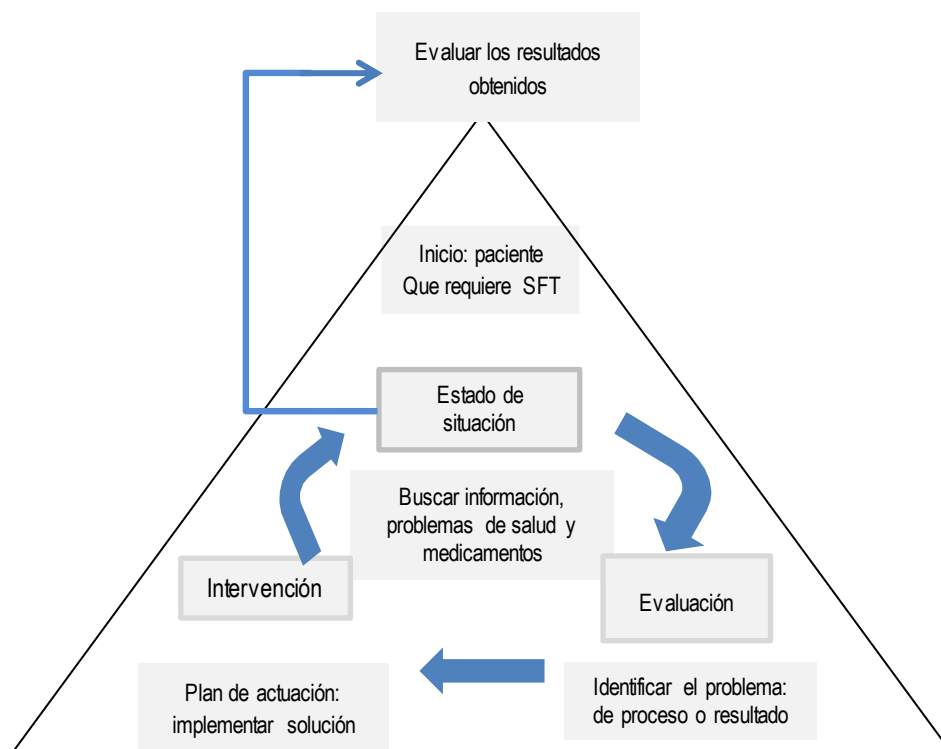 Evaluar los resultados
obtenidos
Inicio: paciente
Que requiere SFT
Estado de
situación
Buscar información,
problemas de salud y
medicamentos
Intervención
Evaluación
Plan de actuación:
implementar solución
Identificar el problema:
de proceso o resultado